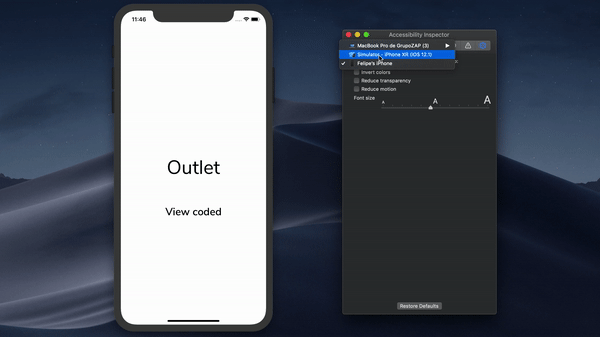 11:46
Outlet
View coded
Accessibility Inspector
MacBook Pro de GrupoZAP (3)
Simulator - iPhone XR (iOS 12.1)
Felipe's iPhone
Invert colors
Reduce transparency
Reduce motion
Font size
A
A
A
Restore Defaults